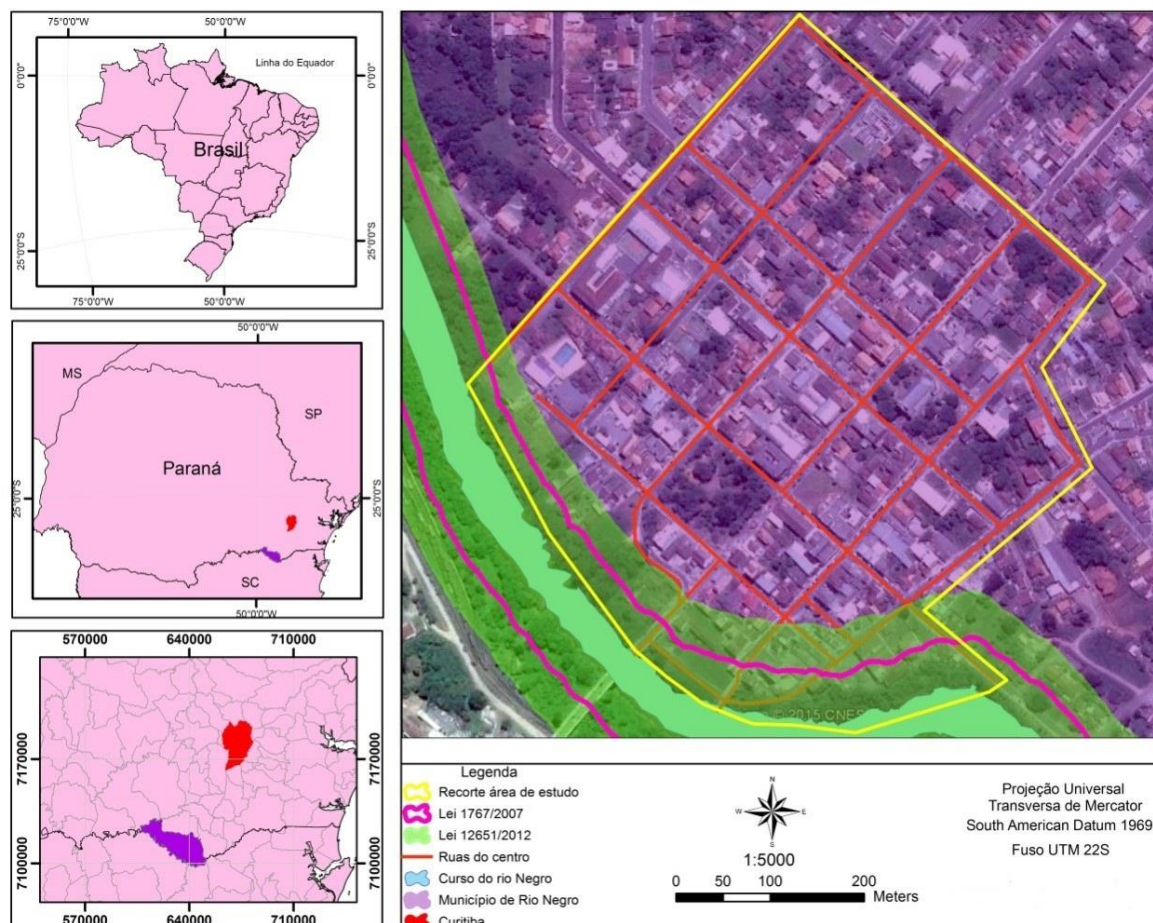 75°0'0"W
50°0'0"W
Linha do Equador
0°0'0"
0°0'0"
Brasil
25°0'0"S
25°0'0"S
75°0'0"W
50°0'0"W
50°0'0"W
MS
SP
Paraná
25°0'0"S
25°0'0"S
SC
50°0'0"W
570000
640000
710000
7170000
7170000
7100000
7100000
570000
640000
710000
© 2015 CNES
Legenda
Recorte área de estudo
Lei 1767/2007
Lei 12651/2012
Ruas do centro
Curso do rio Negro
Município de Rio Negro
Curitiba
N
W
E
S
1:5000
0
50
100
200
Meters
Projeção Universal
Transversa de Mercator
South American Datum 1969
Fuso UTM 22S